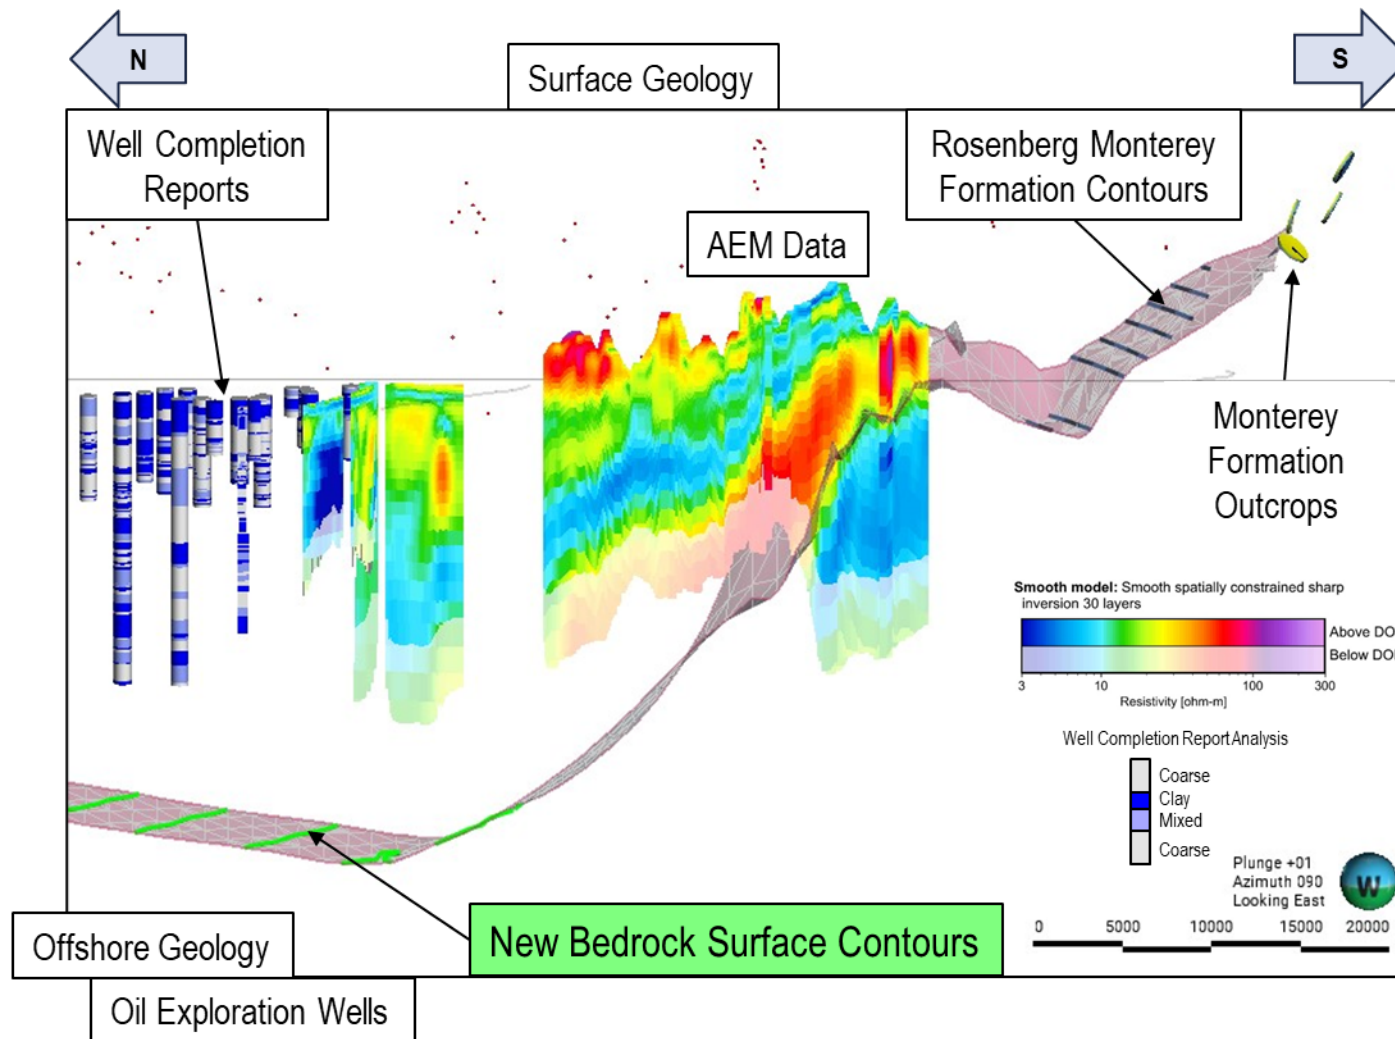 N
S
Surface Geology
Well Completion
Reports
Rosenberg Monterey
Formation Contours
AEM Data
Monterey
Formation
Outcrops
Smooth model: Smooth spatially constrained sharp
inversion 30 layers
Above DO
Below DO
3 10 100 300
Resistivity [ohm-m]
Well Completion Report Analysis
Coarse
Clay
Mixed
Coarse
Plunge +01
Azimuth 090
Looking East
W
0 5000 10000 15000 20000
New Bedrock Surface Contours
Offshore Geology
Oil Exploration Wells